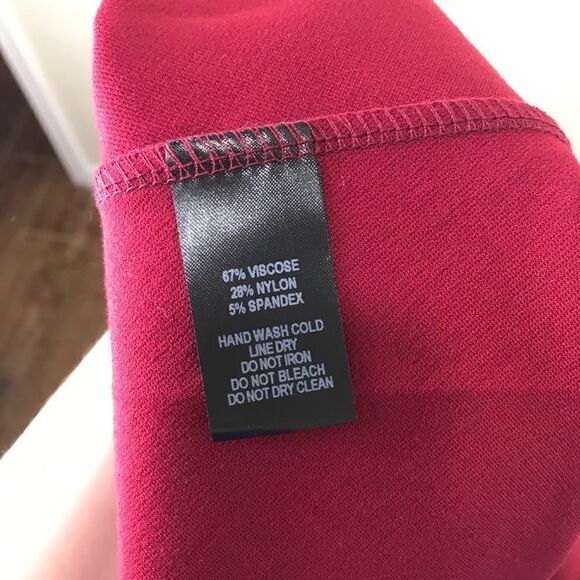 67% VISCOSE
28% NYLON
5% SPANDEX
HAND WASH COLD
LINE DRY
DO NOT IRON
DO NOT BLEACH
DO NOT DRY CLEAN